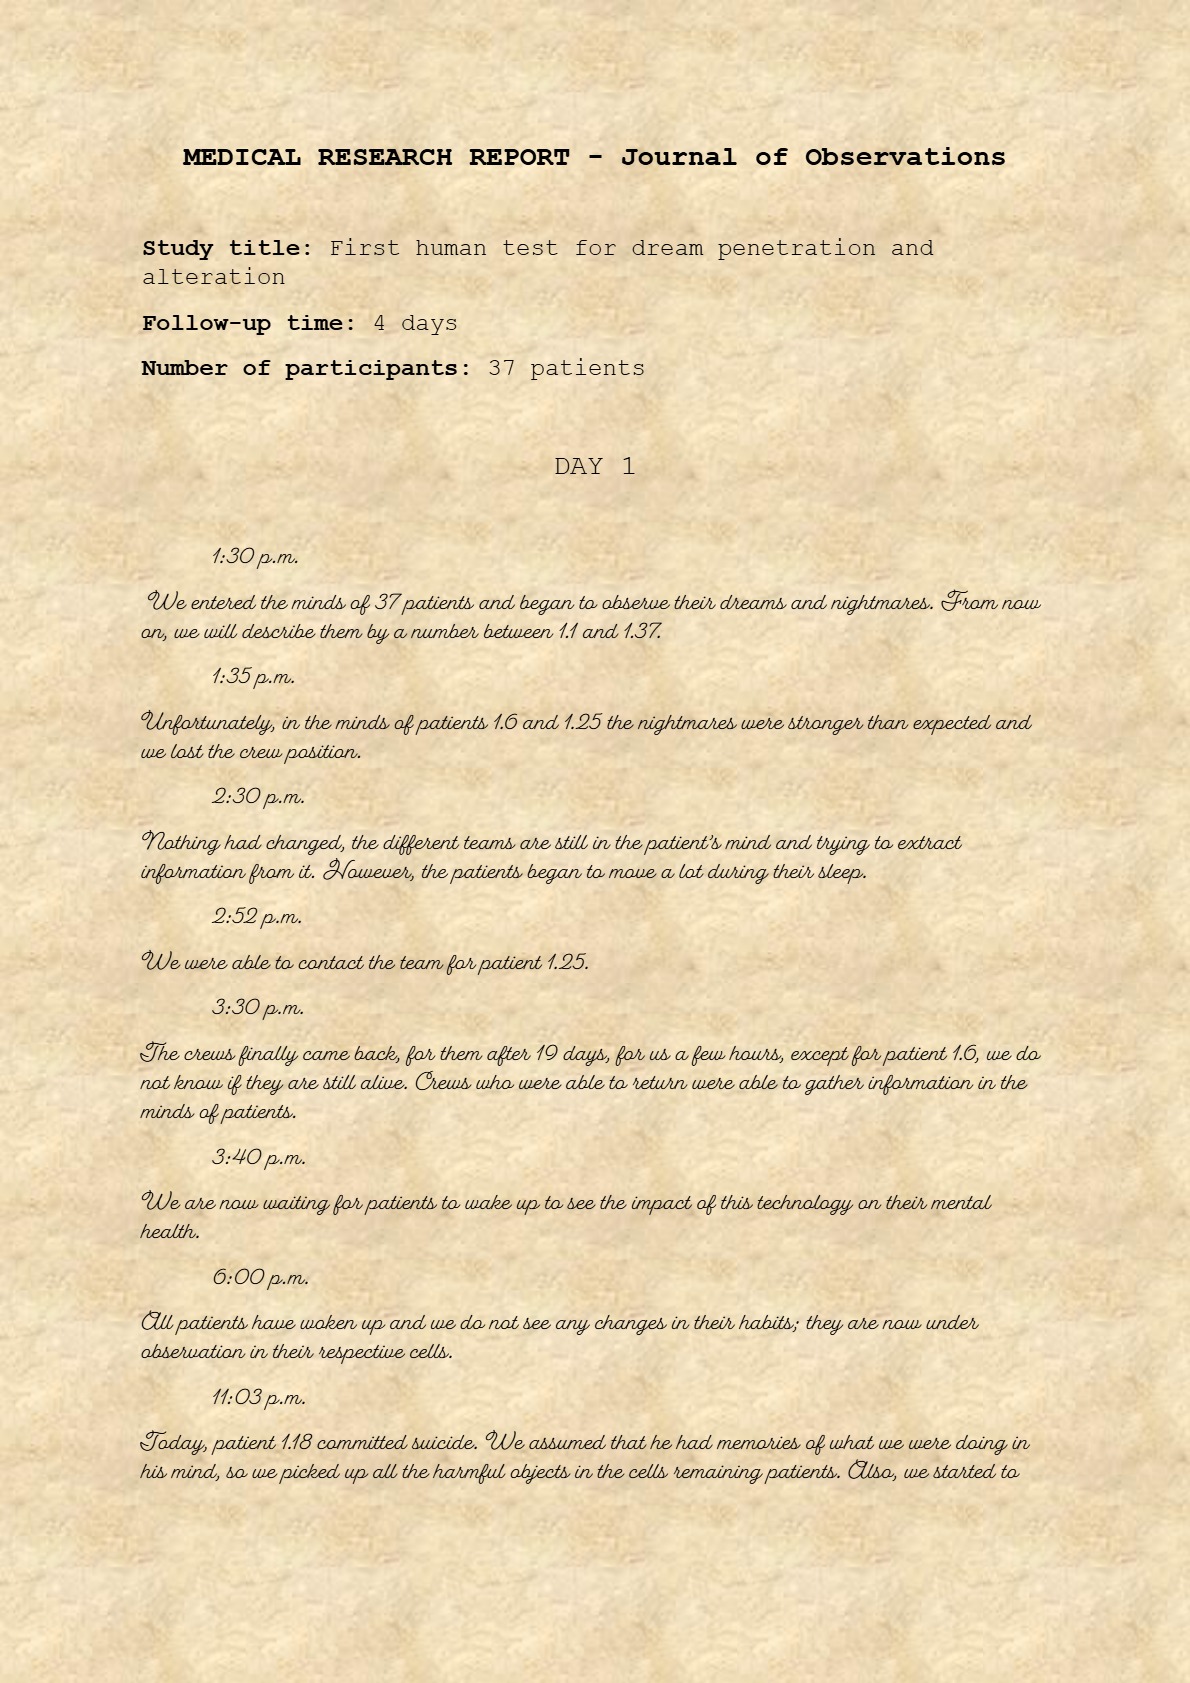 MEDICAL RESEARCH REPORT - Journal of Observations
Study title: First human test for dream penetration and
alteration
Follow-up time: 4 days
Number of participants: 37 patients
DAY 1
1:30 p.m.
We entered the minds of 37 patients and began to observe their dreams and nightmares. From now
on, we will describe them by a number between 1.1 and 1.37.
1:35 p.m.
Unfortunately, in the minds of patients 1.6 and 1.25 the nightmares were stronger than expected and
we lost the crew position.
2:30 p.m.
Nothing had changed, the different teams are still in the patient's mind and trying to extract
information from it. However, the patients began to move a lot during their sleep.
2:52 p.m.
We were able to contact the team for patient 1.25.
3:30 p.m.
The crews finally came back, for them after 19 days, for us a few hours, except for patient 1.6, we do
not know if they are still alive. Crews who were able to return were able to gather information in the
minds of patients.
3:40 p.m.
We are now waiting for patients to wake up to see the impact of this technology on their mental
health.
6:00 p.m.
All patients have woken up and we do not see any changes in their habits; they are now under
observation in their respective cells.
11:03 p.m.
Today, patient 1.18 committed suicide. We assumed that he had memories of what we were doing in
his mind, so we picked up all the harmful objects in the cells remaining patients. Also, we started to